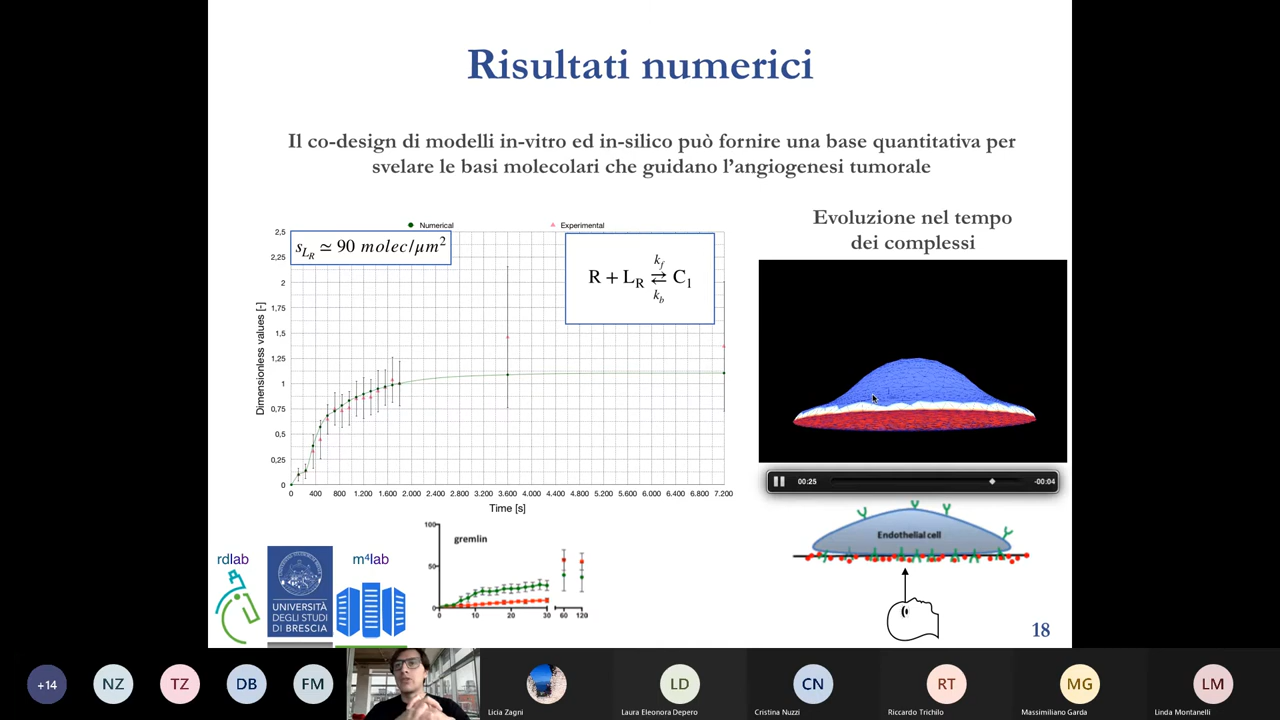 Risultati numerici
Il co-design di modelli in-vitro ed in-silico può fornire una base quantitativa per
svelare le basi molecolari che guidano l'angiogenesi tumorale
Evoluzione nel tempo
dei complessi
Numerical
Experimental
s_{L_R} ≃ 90 molec/μm²
k_f
R + L_R ⇄ C_1
k_b
Dimensionless values [-]
2,5
2,25
2
1,75
1,5
1,25
1
0,75
0,5
0,25
0
0 400 800 1.200 1.600 2.000 2.400 2.800 3.200 3.600 4.000 4.400 4.800 5.200 5.600 6.000 6.400 6.800 7.200
Time [s]
00:25
-00:04
Endothelial cell
gremlin
100
50
0
0 10 20 30 60 120
rdlab
UNIVERSITÀ
DEGLI STUDI
DI BRESCIA
m⁴lab
18
+14
NZ
TZ
DB
FM
Licia Zagni
LD
Laura Eleonora Depero
CN
Cristina Nuzzi
RT
Riccardo Trichilo
MG
Massimiliano Garda
LM
Linda Montanelli